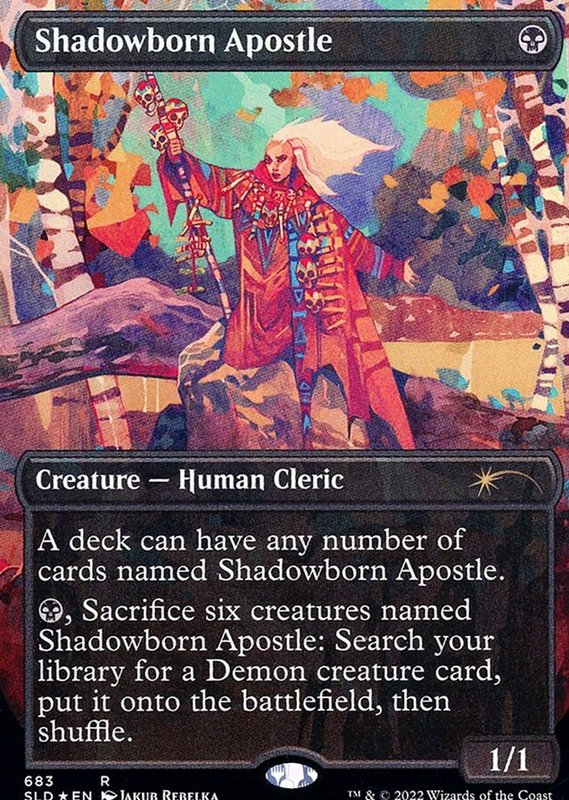 Shadowborn Apostle
Creature — Human Cleric
A deck can have any number of
cards named Shadowborn Apostle.
, Sacrifice six creatures named
Shadowborn Apostle: Search your
library for a Demon creature card,
put it onto the battlefield, then
shuffle.
1/1
683 R
SLD ★ EN Jakub Rebelka
™ & © 2022 Wizards of the Coast